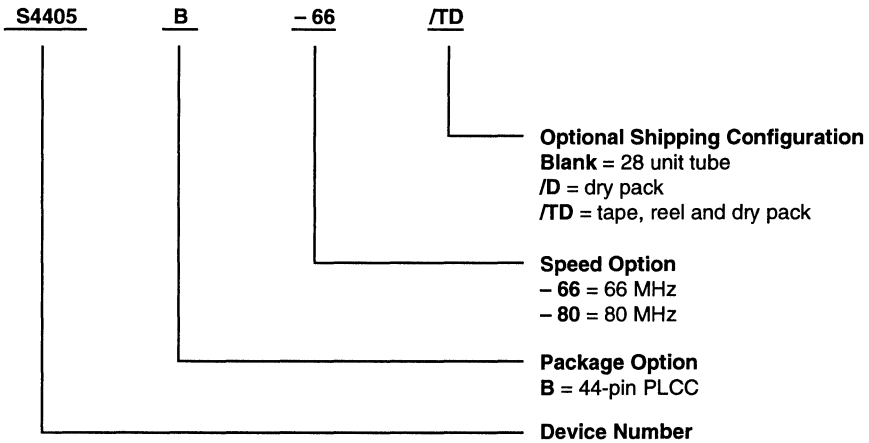 S4405 B – 66 /TD
Optional Shipping Configuration
Blank = 28 unit tube
/D = dry pack
/TD = tape, reel and dry pack
Speed Option
– 66 = 66 MHz
– 80 = 80 MHz
Package Option
B = 44-pin PLCC
Device Number